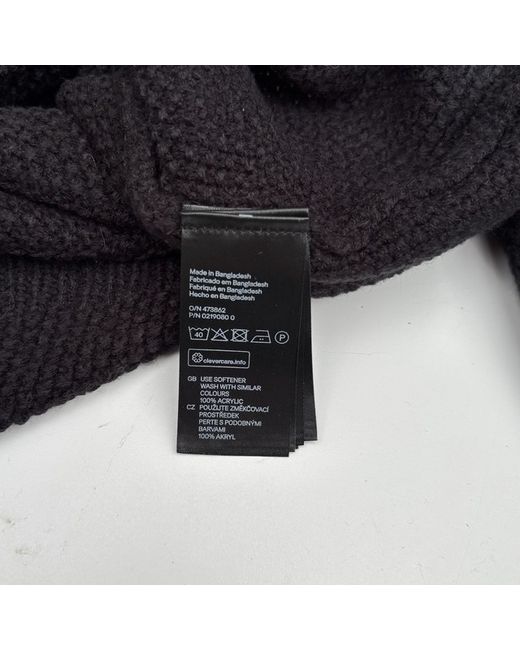 Made in Bangladesh
Fabricado em Bangladesh
Fabriqué en Bangladesh
Hecho en Bangladesh
O/N 473862
P/N 0219080 0
40 P
clevercare.info
GB USE SOFTENER
WASH WITH SIMILAR
COLOURS
100% ACRYLIC
CZ POUŽIJTE ZMĚKČOVACÍ
PROSTŘEDEK
PERTE S PODOBNÝMI
BARVAMI
100% AKRYL